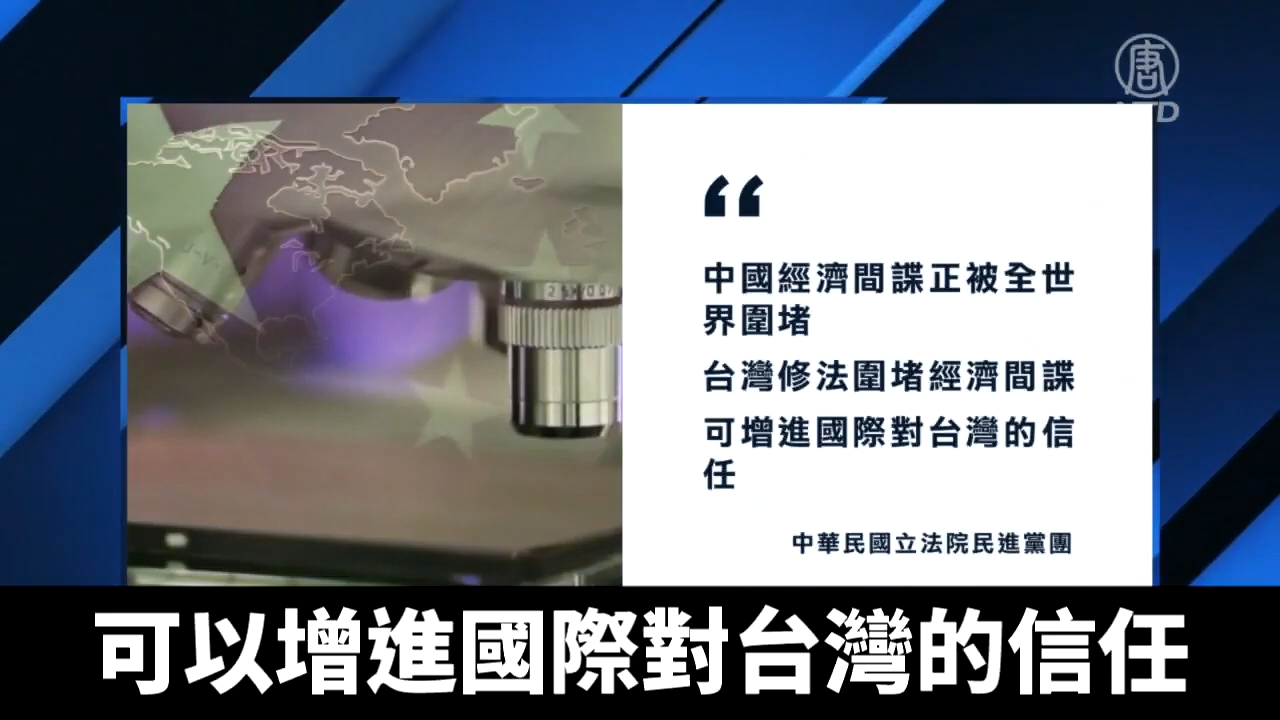 唐
NTD
“
中國經濟間諜正被全世
界圍堵
台灣修法圍堵經濟間諜
可增進國際對台灣的信
任
中華民國立法院民進黨團
可以增進國際對台灣的信任